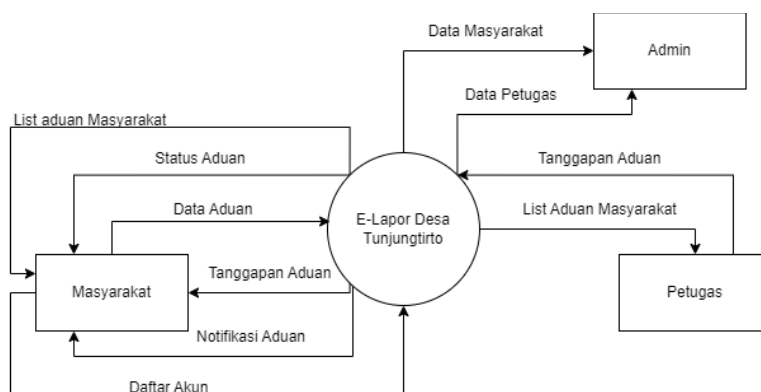 Data Masyarakat
Admin
Data Petugas
List aduan Masyarakat
Status Aduan
Tanggapan Aduan
Data Aduan
E-Lapor Desa
Tunjungtirto
List Aduan Masyarakat
Masyarakat
Tanggapan Aduan
Petugas
Notifikasi Aduan
Daftar Akun